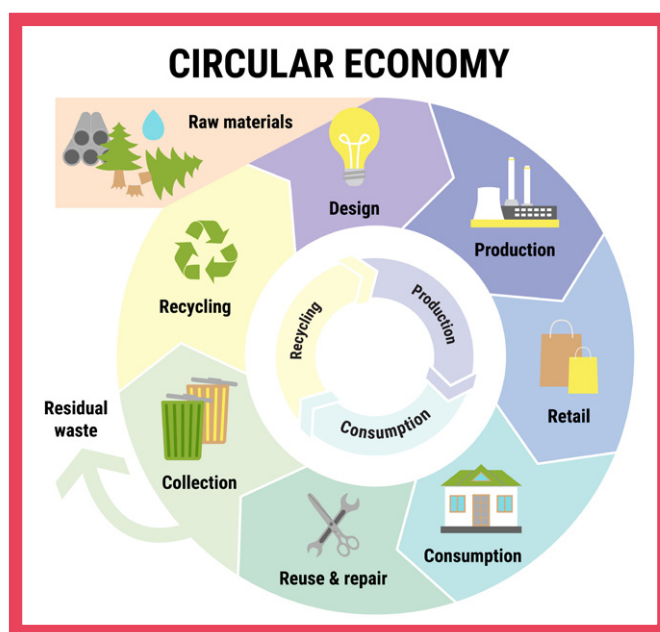 CIRCULAR ECONOMY
Raw materials
Design
Production
Retail
Consumption
Reuse & repair
Collection
Residual
waste
Recycling
Production
Consumption
Recycling